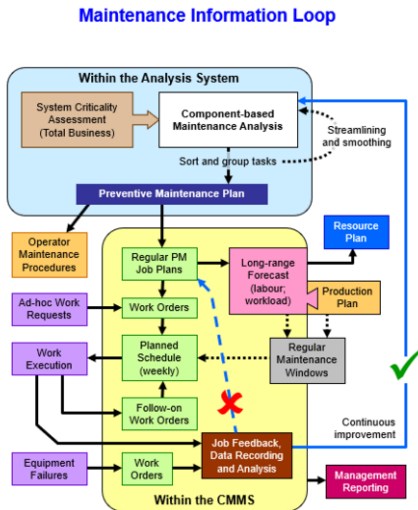 Maintenance Information Loop
Within the Analysis System
System Criticality
Assessment
(Total Business)
Component-based
Maintenance Analysis
Streamlining
and smoothing
Sort and group tasks
Preventive Maintenance Plan
Operator
Maintenance
Procedures
Regular PM
Job Plans
Long-range
Forecast
(labour;
workload)
Resource
Plan
Production
Plan
Ad-hoc Work
Requests
Work Orders
Work
Execution
Planned
Schedule
(weekly)
Regular
Maintenance
Windows
Follow-on
Work Orders
Continuous
improvement
Job Feedback,
Data Recording
and Analysis
Equipment
Failures
Work
Orders
Management
Reporting
Within the CMMS